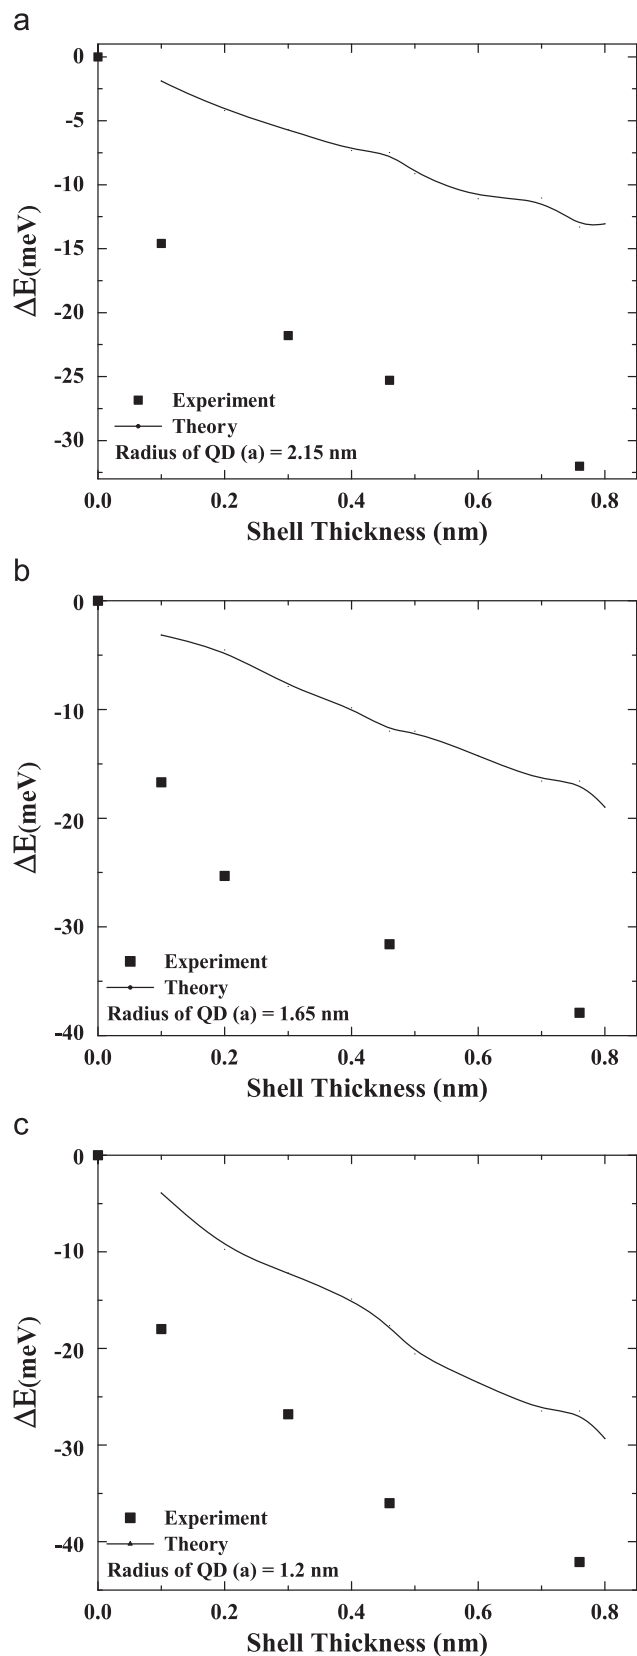 a
0
-5
-10
-15
-20
-25
-30
ΔE(meV)
Experiment
Theory
Radius of QD (a) = 2.15 nm
0.0 0.2 0.4 0.6 0.8
Shell Thickness (nm)
b
0
-10
-20
-30
-40
ΔE(meV)
Experiment
Theory
Radius of QD (a) = 1.65 nm
0.0 0.2 0.4 0.6 0.8
Shell Thickness (nm)
c
0
-10
-20
-30
-40
ΔE(meV)
Experiment
Theory
Radius of QD (a) = 1.2 nm
0.0 0.2 0.4 0.6 0.8
Shell Thickness (nm)